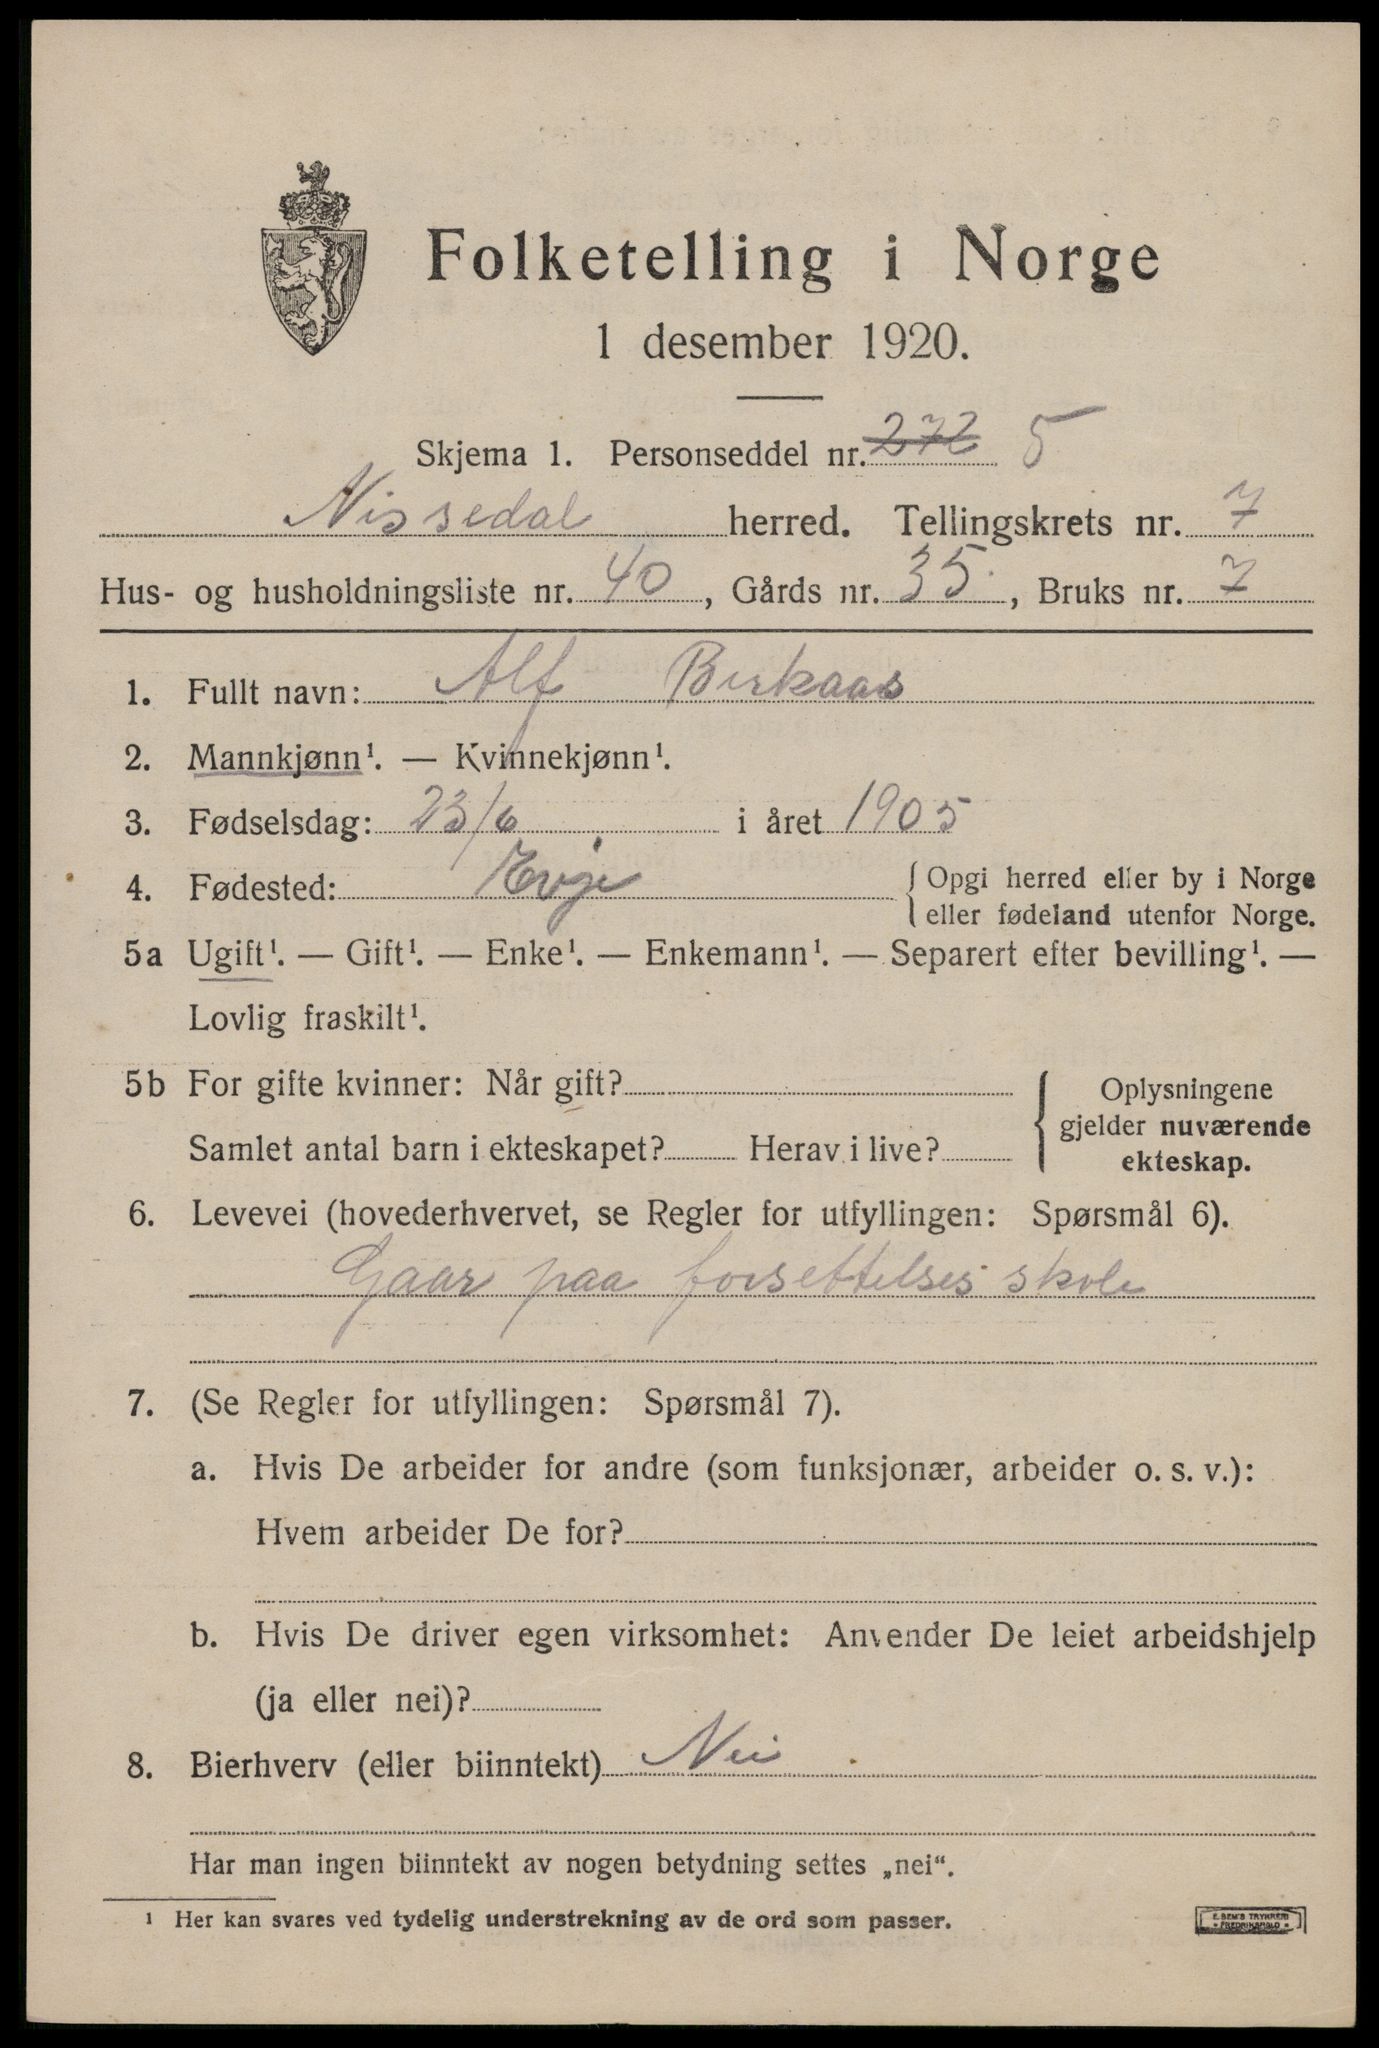 Folketelling i Norge
1 desember 1920.
Skjema 1. Personseddel nr. 272 5
Nissedal herred. Tellingskrets nr. 7
Hus- og husholdningsliste nr. 40, Gårds nr. 35, Bruks nr. 7
1. Fullt navn: Alf Birkaas
2. Mannkjønn¹. — Kvinnekjønn¹.
3. Fødselsdag: 23/6 i året 1905
4. Fødested: Evje { Opgi herred eller by i Norge
eller fødeland utenfor Norge.
5a Ugift¹. — Gift¹. — Enke¹. — Enkemann¹. — Separert efter bevilling¹. —
Lovlig fraskilt¹.
5b For gifte kvinner: Når gift?
Samlet antal barn i ekteskapet? Herav i live?
{ Oplysningene
gjelder nuværende
ekteskap.
6. Levevei (hovederhvervet, se Regler for utfyllingen: Spørsmål 6).
Gaar paa forsettelses skole
7. (Se Regler for utfyllingen: Spørsmål 7).
a. Hvis De arbeider for andre (som funksjonær, arbeider o. s. v.):
Hvem arbeider De for?
b. Hvis De driver egen virksomhet: Anvender De leiet arbeidshjelp
(ja eller nei)?
8. Bierhverv (eller biinntekt) Nei
Har man ingen biinntekt av nogen betydning settes „nei“.
¹ Her kan svares ved tydelig understrekning av de ord som passer.
E. SEM'S TRYKKERI
• FREDRIKSHALD •